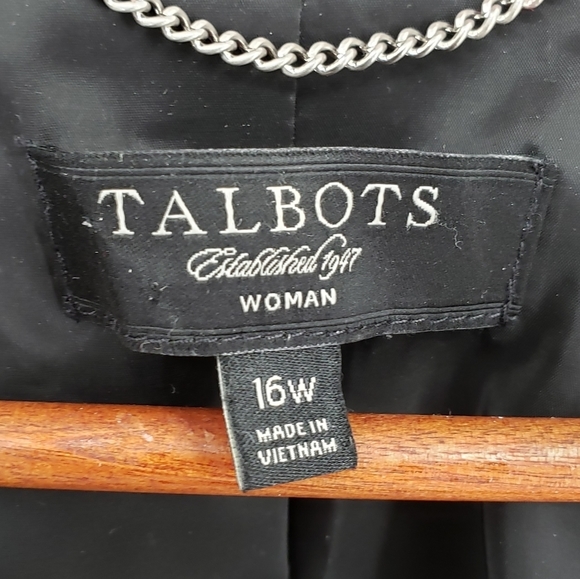 TALBOTS
Established 1947
WOMAN
16W
MADE IN
VIETNAM